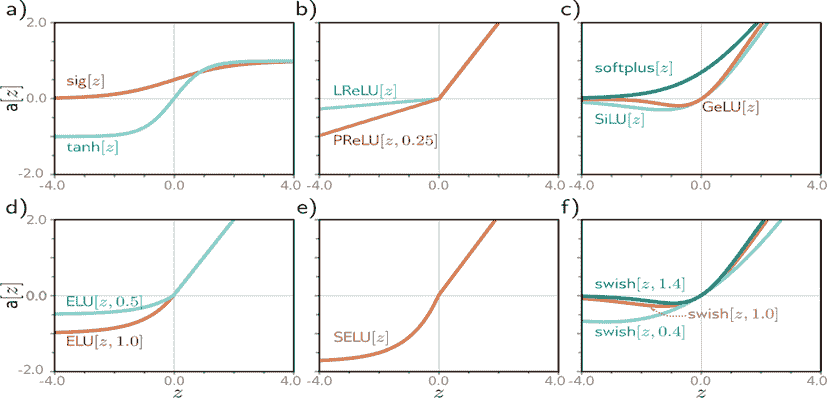 a)
2.0
sig[z]
a[z]
0.0
tanh[z]
-2.0
-4.0
0.0
4.0
b)
LReLU[z]
PReLU[z, 0.25]
-4.0
0.0
4.0
c)
softplus[z]
GeLU[z]
SiLU[z]
-4.0
0.0
4.0
d)
2.0
a[z]
0.0
ELU[z, 0.5]
ELU[z, 1.0]
-2.0
-4.0
0.0
4.0
z
e)
SELU[z]
-4.0
0.0
4.0
z
f)
swish[z, 1.4]
swish[z, 1.0]
swish[z, 0.4]
-4.0
0.0
4.0
z